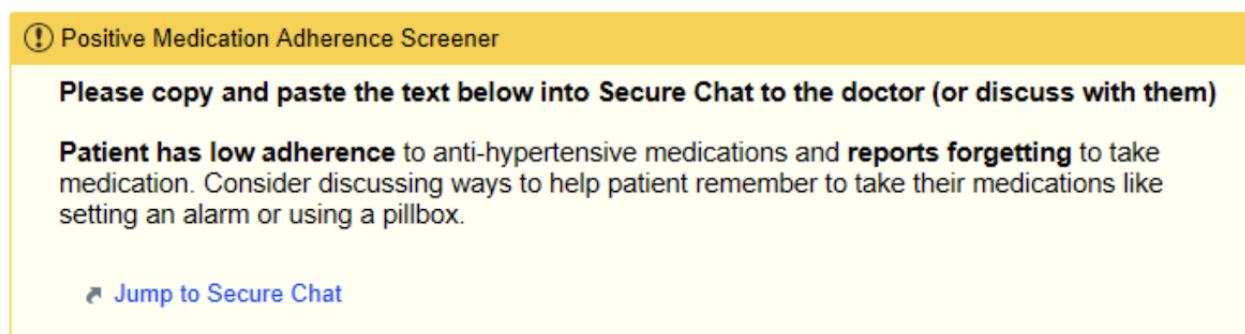 Positive Medication Adherence Screener
Please copy and paste the text below into Secure Chat to the doctor (or discuss with them)
Patient has low adherence to anti-hypertensive medications and reports forgetting to take
medication. Consider discussing ways to help patient remember to take their medications like
setting an alarm or using a pillbox.
Jump to Secure Chat